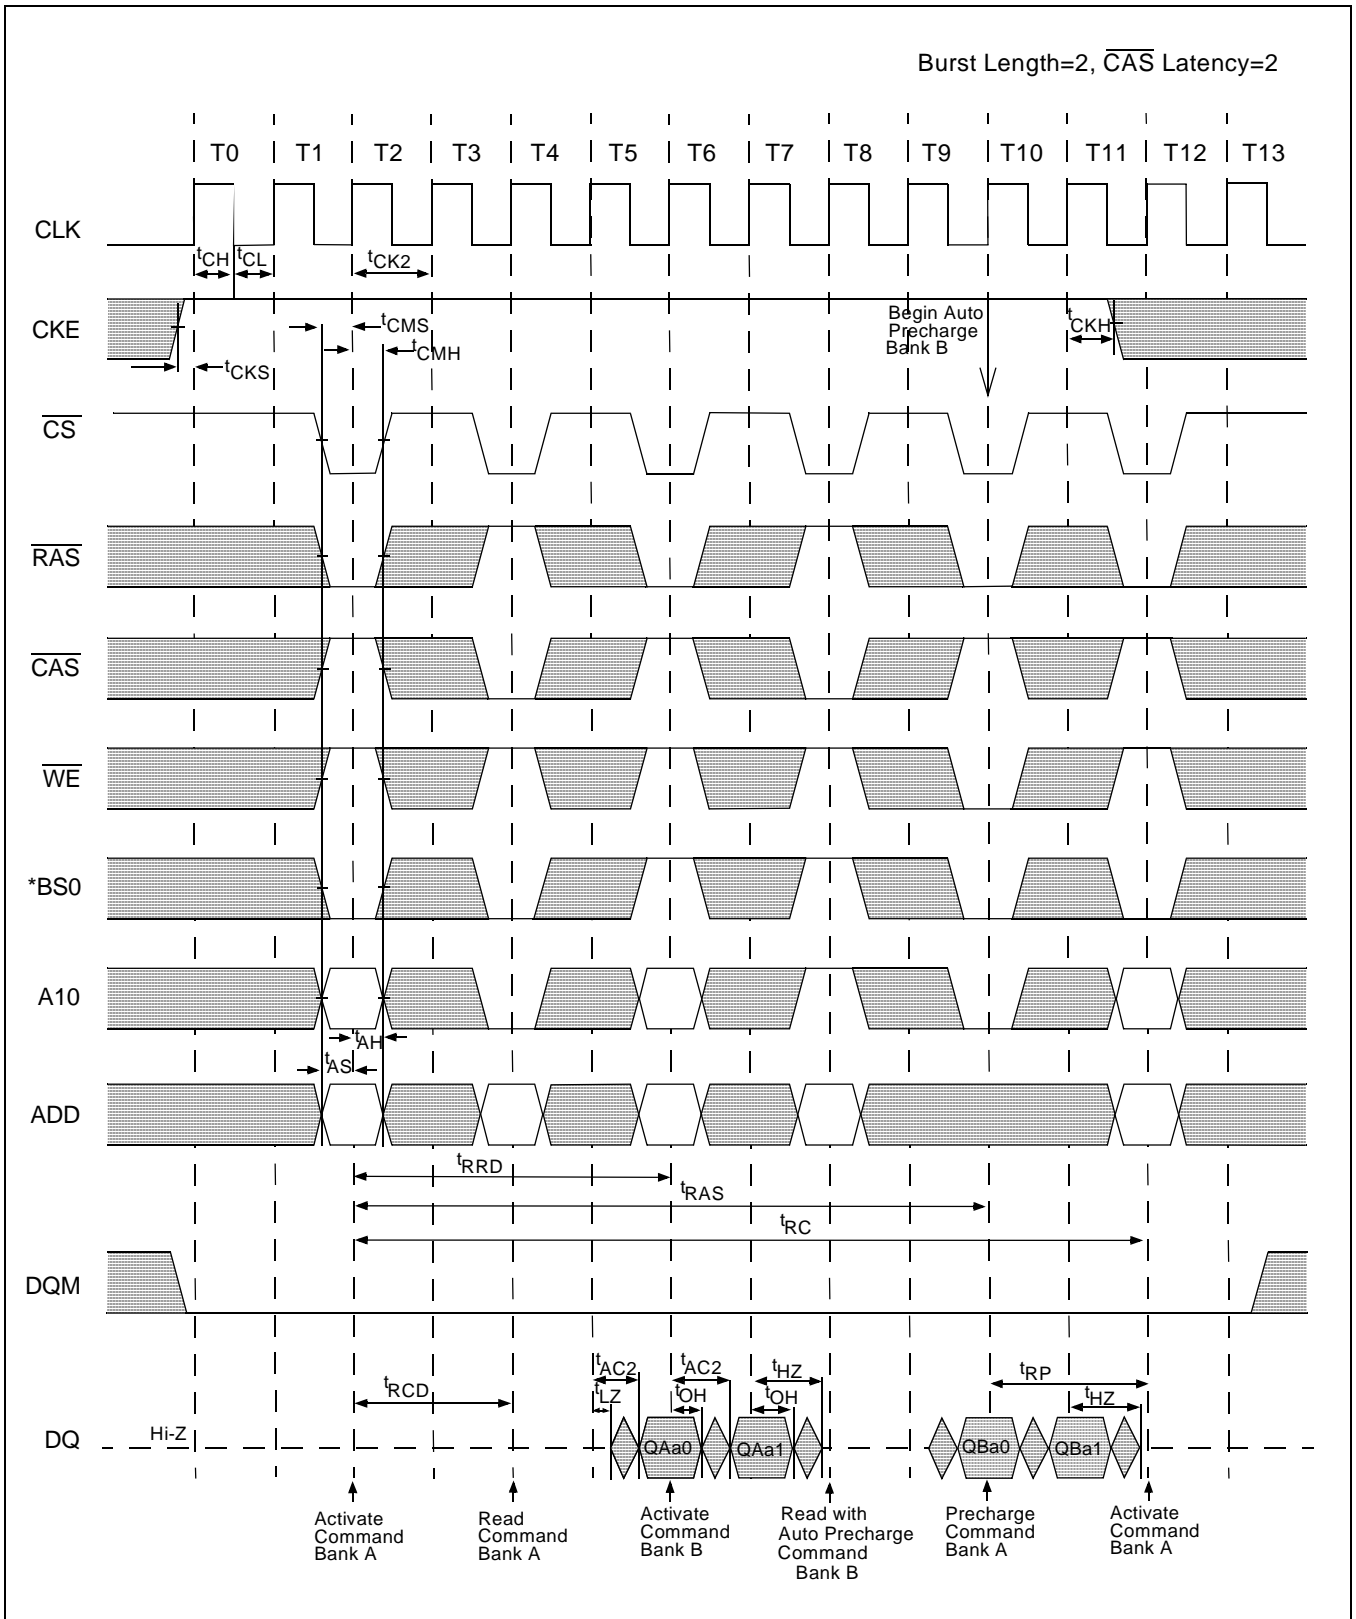 Burst Length=2, CAS Latency=2
T0 T1 T2 T3 T4 T5 T6 T7 T8 T9 T10 T11 T12 T13
CLK
tCH tCL tCK2
CKE
tCMS
tCMH
tCKS
Begin Auto
Precharge
Bank B
tCKH
CS
RAS
CAS
WE
*BS0
A10
tAH
tAS
ADD
tRRD
tRAS
tRC
DQM
tAC2 tAC2 tHZ tRP
tRCD tLZ tOH tOH tHZ
Hi-Z
DQ
QAa0 QAa1 QBa0 QBa1
Activate
Command
Bank A
Read
Command
Bank A
Activate
Command
Bank B
Read with
Auto Precharge
Command
Bank B
Precharge
Command
Bank A
Activate
Command
Bank A